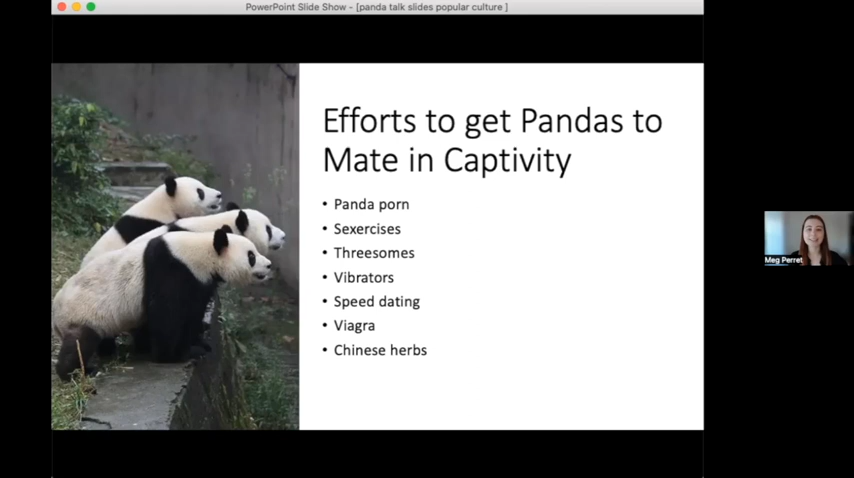 PowerPoint Slide Show - [panda talk slides popular culture ]
Efforts to get Pandas to
Mate in Captivity
• Panda porn
• Sexercises
• Threesomes
• Vibrators
• Speed dating
• Viagra
• Chinese herbs
Meg Perret